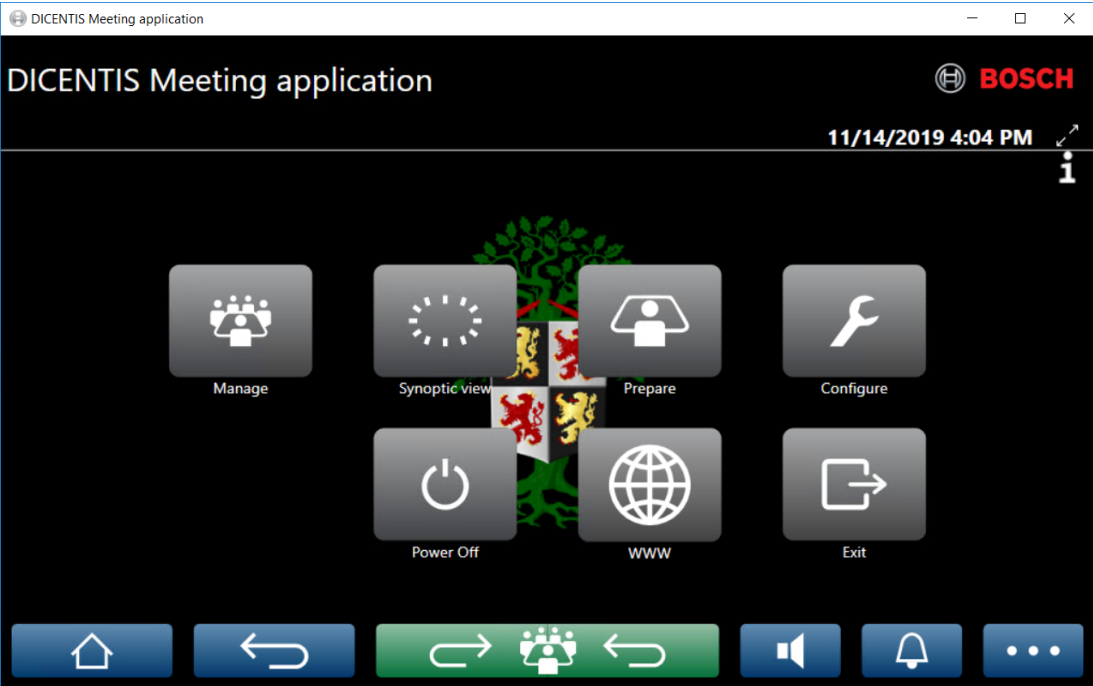 DICENTIS Meeting application
DICENTIS Meeting application
BOSCH
11/14/2019 4:04 PM
Manage
Synoptic view
Prepare
Configure
Power Off
WWW
Exit